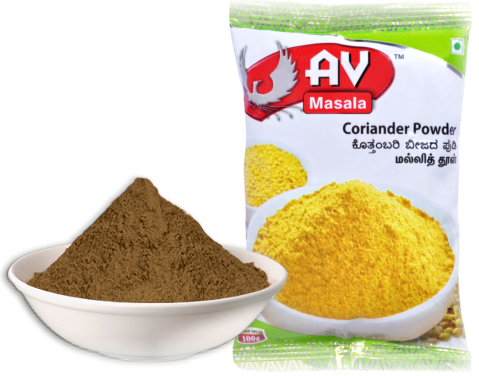 AV
TM
Masala
Coriander Powder
ಕೊತ್ತಂಬರಿ ಬೀಜದ ಪುಡಿ
மல்லித் தூள்
100g